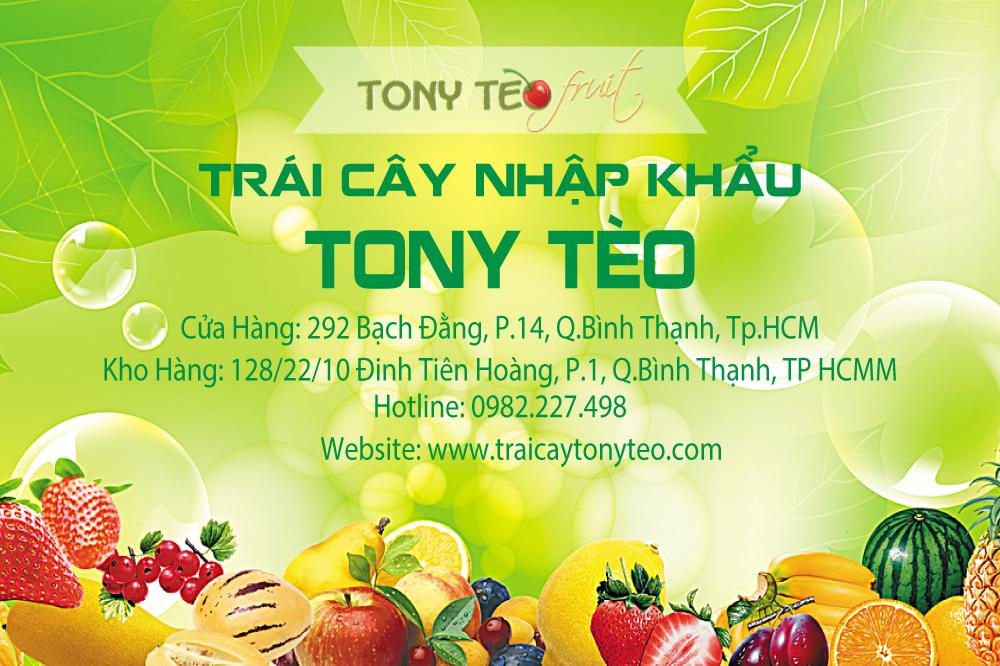 TONY TÈO fruit
TRÁI CÂY NHẬP KHẨU
TONY TÈO
Cửa Hàng: 292 Bạch Đằng, P.14, Q.Bình Thạnh, Tp.HCM
Kho Hàng: 128/22/10 Đinh Tiên Hoàng, P.1, Q.Bình Thạnh, TP HCMM
Hotline: 0982.227.498
Website: www.traicaytonyteo.com